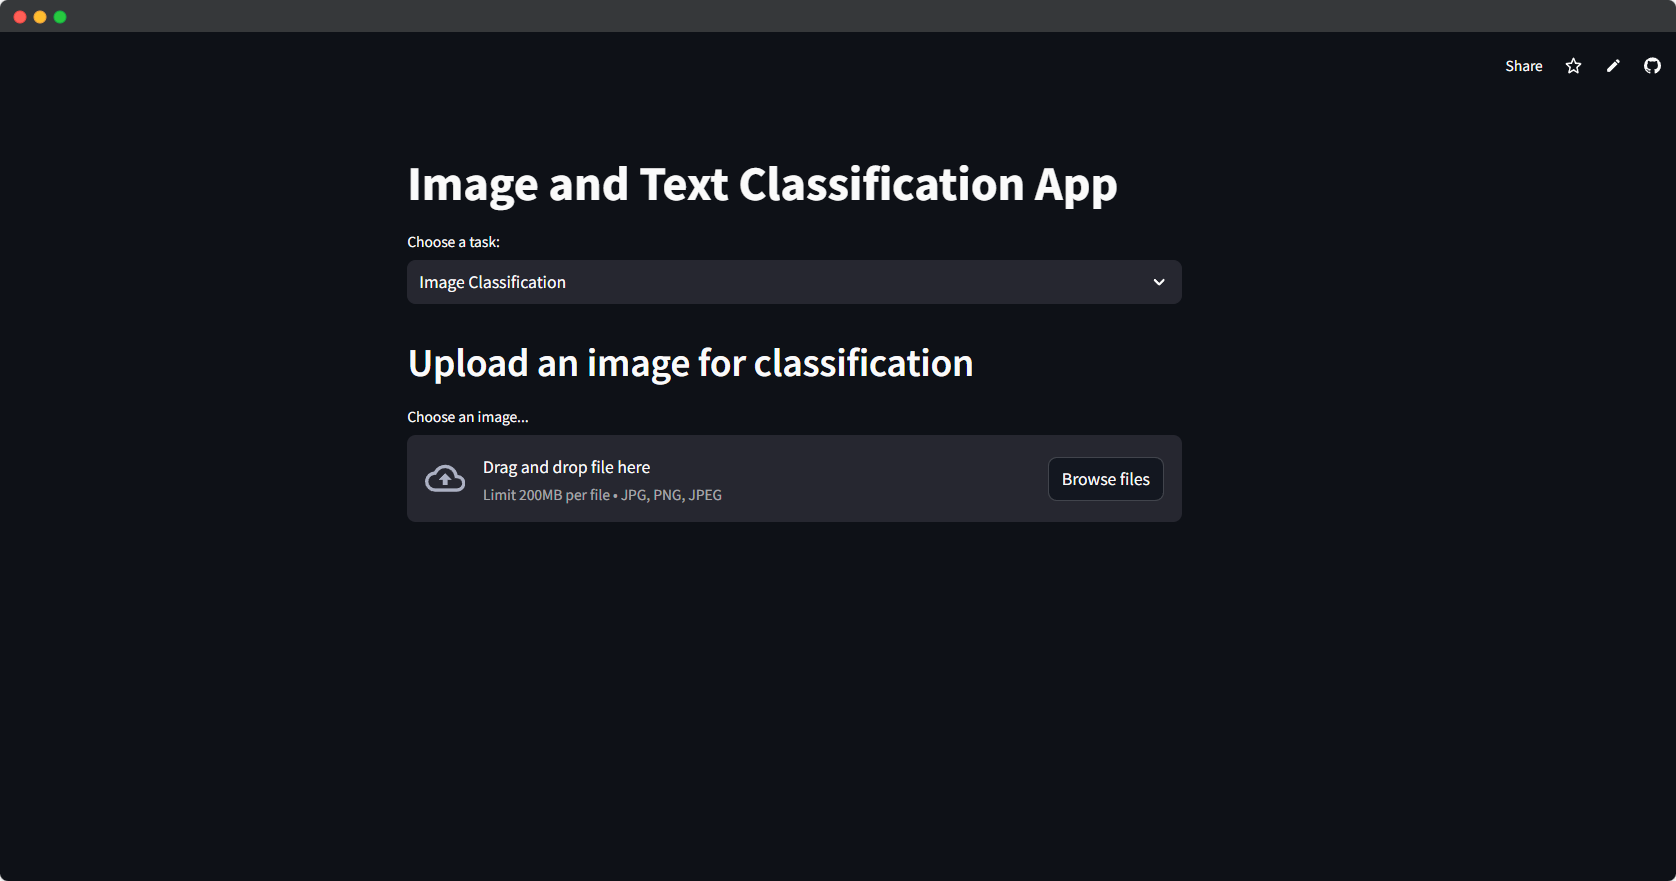 Share
Image and Text Classification App
Choose a task:
Image Classification
Upload an image for classification
Choose an image...
Drag and drop file here
Limit 200MB per file • JPG, PNG, JPEG
Browse files